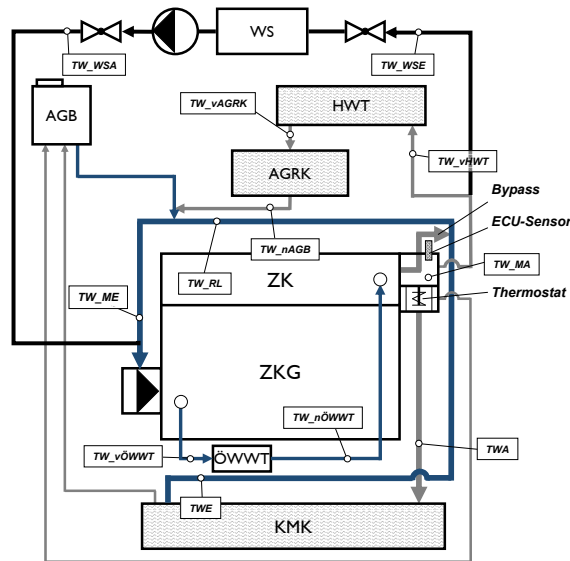 WS
TW_WSA
TW_WSE
AGB
TW_vAGRK
HWT
AGRK
TW_vHWT
Bypass
ECU-Sensor
TW_nAGB
ZK
TW_RL
TW_MA
TW_ME
Thermostat
ZKG
TW_nÖWWT
TW_vÖWWT
ÖWWT
TWA
TWE
KMK